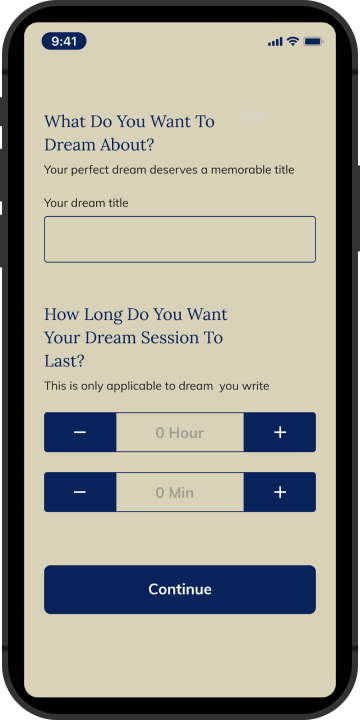 9:41
What Do You Want To
Dream About?
Your perfect dream deserves a memorable title
Your dream title
How Long Do You Want
Your Dream Session To
Last?
This is only applicable to dream  you write
− 0 Hour +
− 0 Min +
Continue